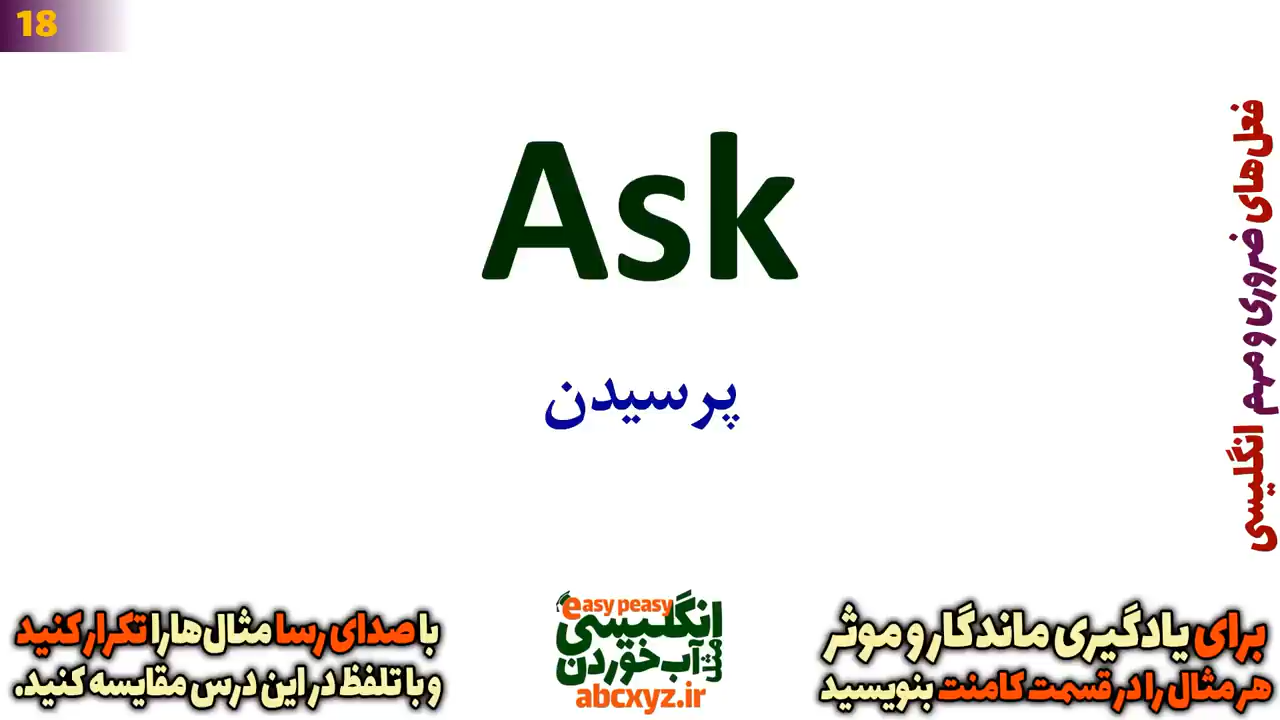 18
Ask
پرسیدن
فعل‌های ضروری و مهم انگلیسی
برای یادگیری ماندگار و موثر
هر مثال را در قسمت کامنت بنویسید
easy peasy
انگلیسی
مثل
آب خوردن
abcxyz.ir
با صدای رسا مثال‌ها را تکرار کنید
و با تلفظ در این درس مقایسه کنید.